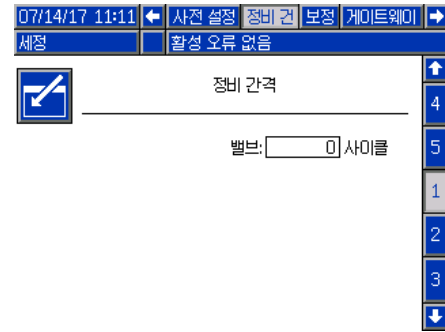 07/14/17 11:11 사전 설정 정비 건 보정 게이트웨이
세정 활성 오류 없음
정비 간격
4
밸브: 0 사이클
5
1
2
3